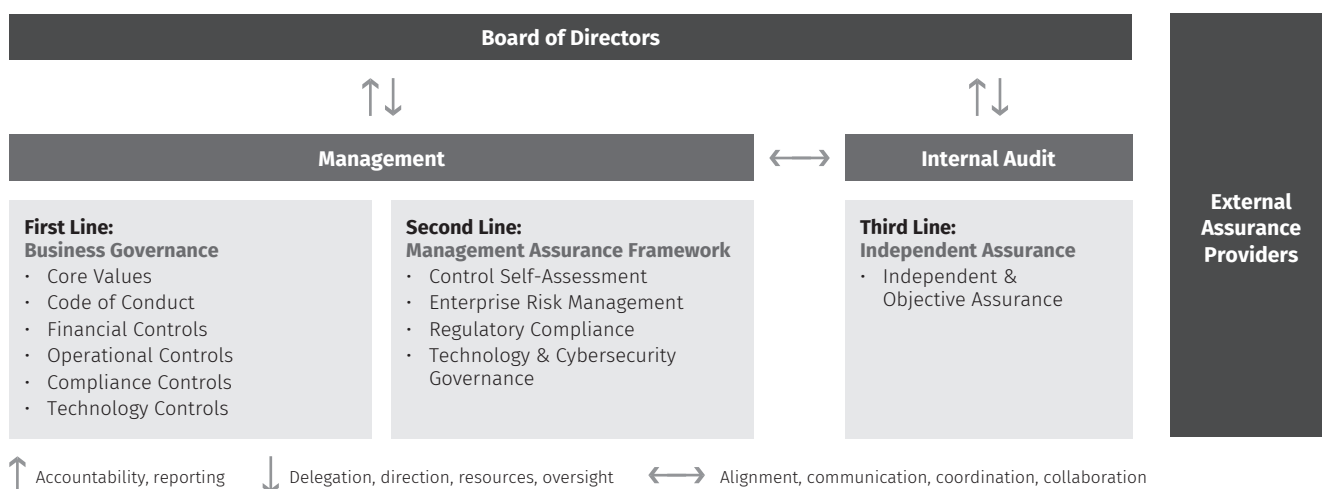 Board of Directors
Management
Internal Audit
First Line:
Business Governance
· Core Values
· Code of Conduct
· Financial Controls
· Operational Controls
· Compliance Controls
· Technology Controls
Second Line:
Management Assurance Framework
· Control Self-Assessment
· Enterprise Risk Management
· Regulatory Compliance
· Technology & Cybersecurity
Governance
Third Line:
Independent Assurance
· Independent &
Objective Assurance
External
Assurance
Providers
Accountability, reporting
Delegation, direction, resources, oversight
Alignment, communication, coordination, collaboration